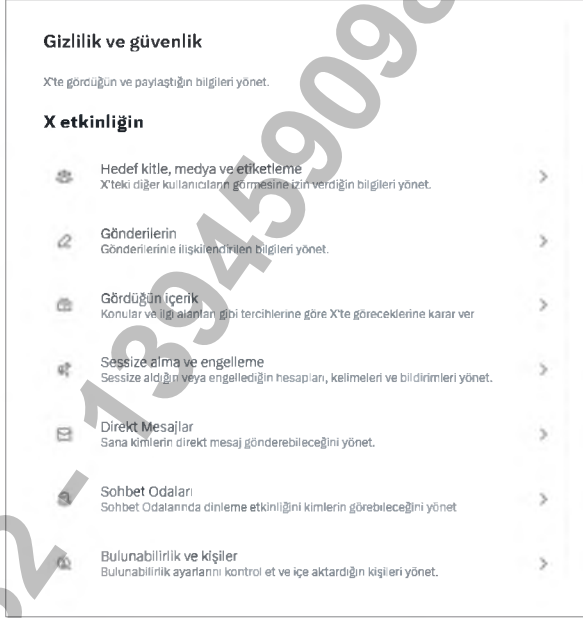 Gizlilik ve güvenlik
X'te gördüğün ve paylaştığın bilgileri yönet.
X etkinliğin
Hedef kitle, medya ve etiketleme
X'teki diğer kullanıcıların görmesine izin verdiğin bilgileri yönet.
Gönderilerin
Gönderilerinle ilişkilendirilen bilgileri yönet.
Gördüğün içerik
Konular ve ilgi alanları gibi tercihlerine göre X'te göreceklerine karar ver
Sessize alma ve engelleme
Sessize aldığın veya engellediğin hesapları, kelimeleri ve bildirimleri yönet.
Direkt Mesajlar
Sana kimlerin direkt mesaj gönderebileceğini yönet.
Sohbet Odaları
Sohbet Odalarında dinleme etkinliğini kimlerin görebileceğini yönet
Bulunabilirlik ve kişiler
Bulunabilirlik ayarlarını kontrol et ve içe aktardığın kişileri yönet.